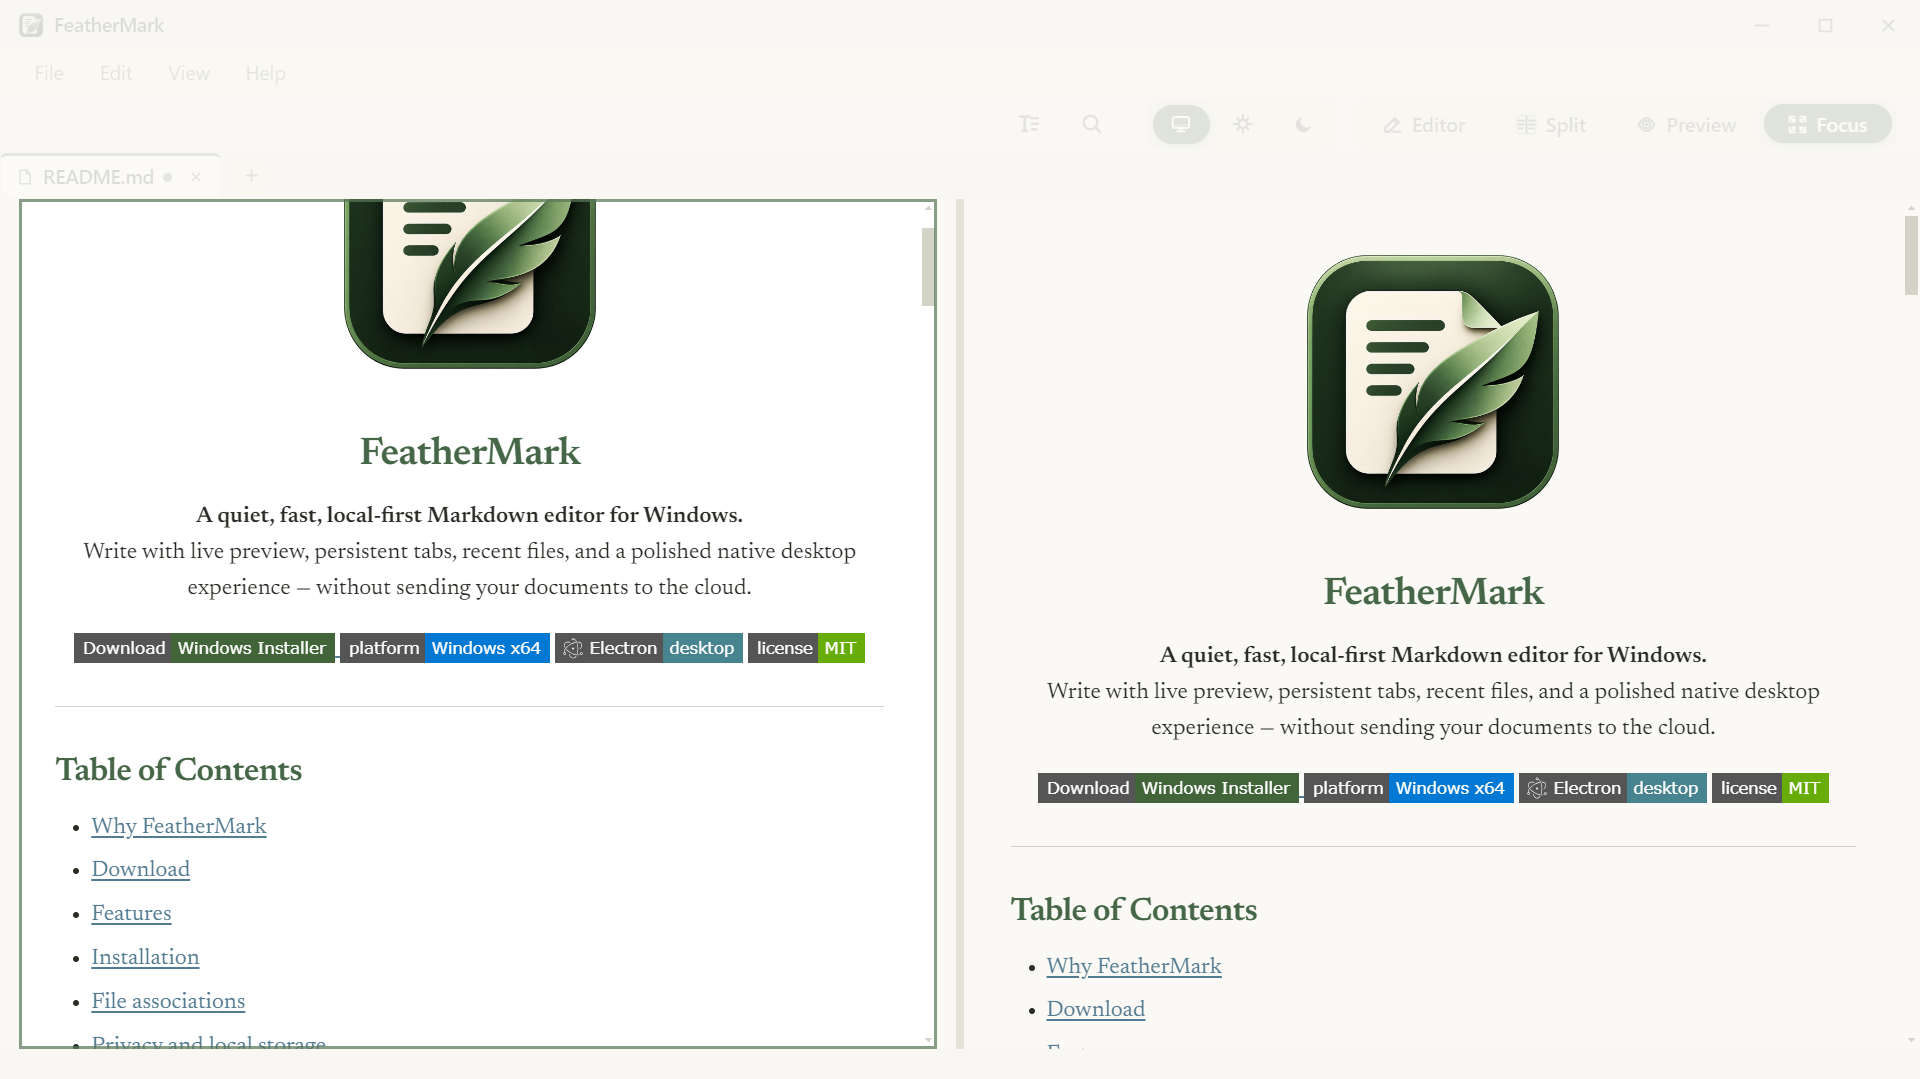 FeatherMark
File Edit View Help
Editor Split Preview Focus
README.md
FeatherMark
A quiet, fast, local-first Markdown editor for Windows.
Write with live preview, persistent tabs, recent files, and a polished native desktop
experience — without sending your documents to the cloud.
Download Windows Installer platform Windows x64 Electron desktop license MIT
Table of Contents
• Why FeatherMark
• Download
• Features
• Installation
• File associations
• Privacy and local storage
FeatherMark
A quiet, fast, local-first Markdown editor for Windows.
Write with live preview, persistent tabs, recent files, and a polished native desktop
experience — without sending your documents to the cloud.
Download Windows Installer platform Windows x64 Electron desktop license MIT
Table of Contents
• Why FeatherMark
• Download